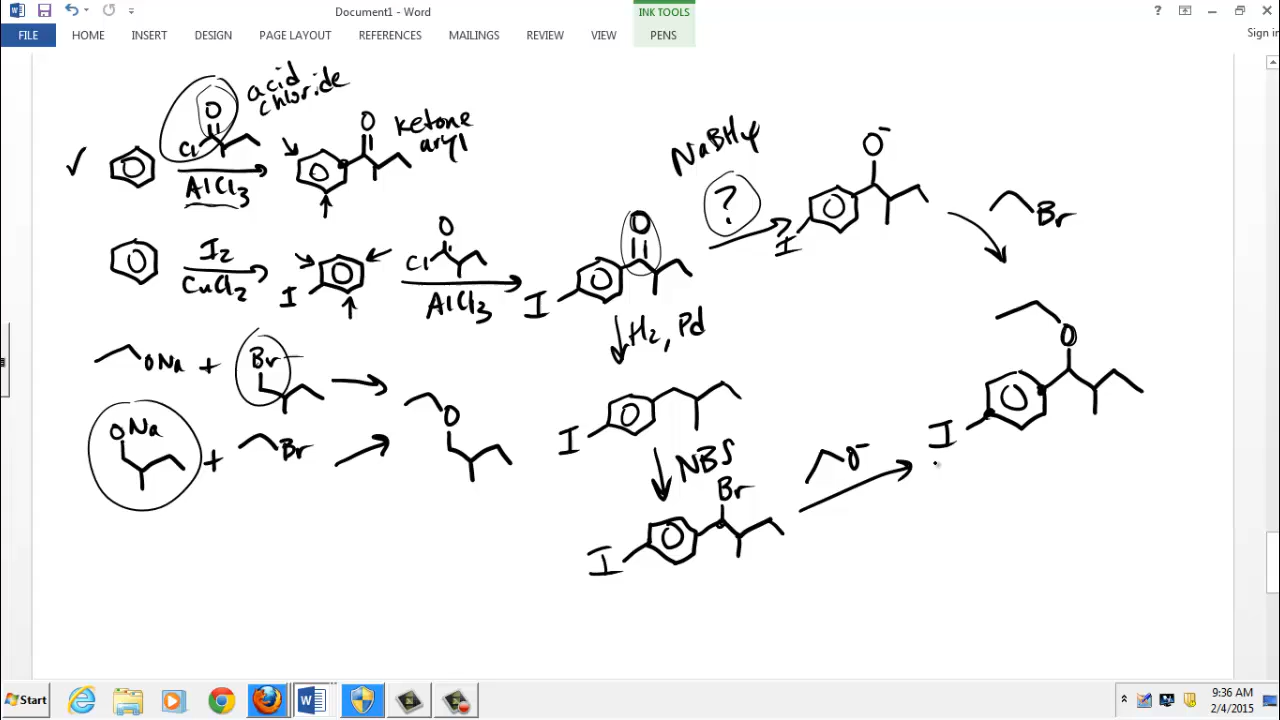 Document1 - Word
INK TOOLS
?
Sign in
FILE HOME INSERT DESIGN PAGE LAYOUT REFERENCES MAILINGS REVIEW VIEW PENS
acid
chloride
O
Cl
AlCl3
O
ketone
aryl
NaBH4
?
O-
I
Br
I2
CuCl2
I
O
Cl
AlCl3
O
I
H2, Pd
ONa + Br
O
I
ONa
+ Br
O
I
NBS
Br
O-
I
I
Start
9:36 AM
2/4/2015